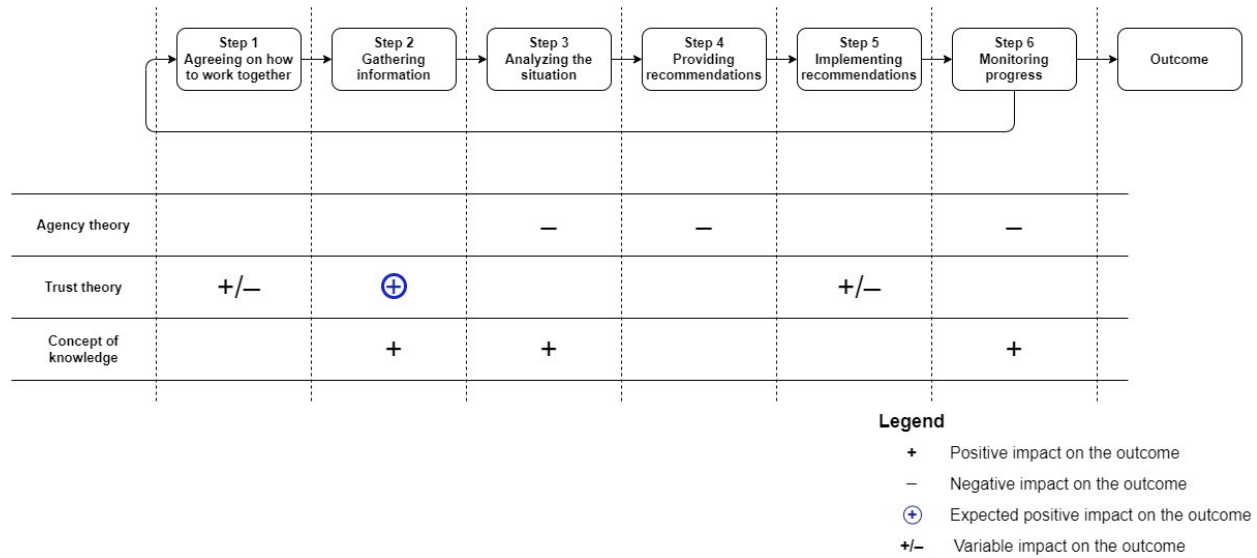 Step 1
Agreeing on how
to work together
Step 2
Gathering
information
Step 3
Analyzing the
situation
Step 4
Providing
recommendations
Step 5
Implementing
recommendations
Step 6
Monitoring
progress
Outcome
Agency theory
– – –
Trust theory
+/– + +/–
Concept of
knowledge
+ + +
Legend
+ Positive impact on the outcome
– Negative impact on the outcome
+ Expected positive impact on the outcome
+/– Variable impact on the outcome